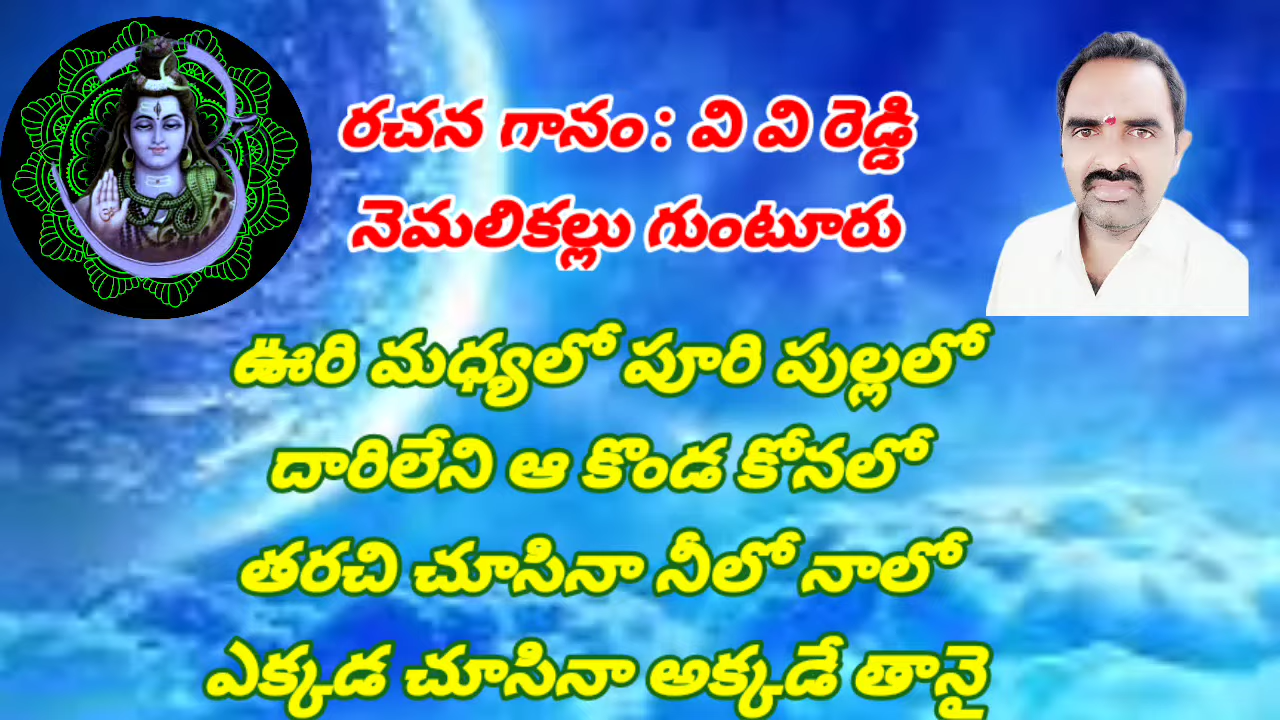 రచన గానం : వి వి రెడ్డి
నెమలికల్లు గుంటూరు
ఊరి మధ్యలో పూరి పుల్లలో
దారిలేని ఆ కొండ కోనలో
తరచి చూసినా నీలో నాలో
ఎక్కడ చూసినా అక్కడే తానై